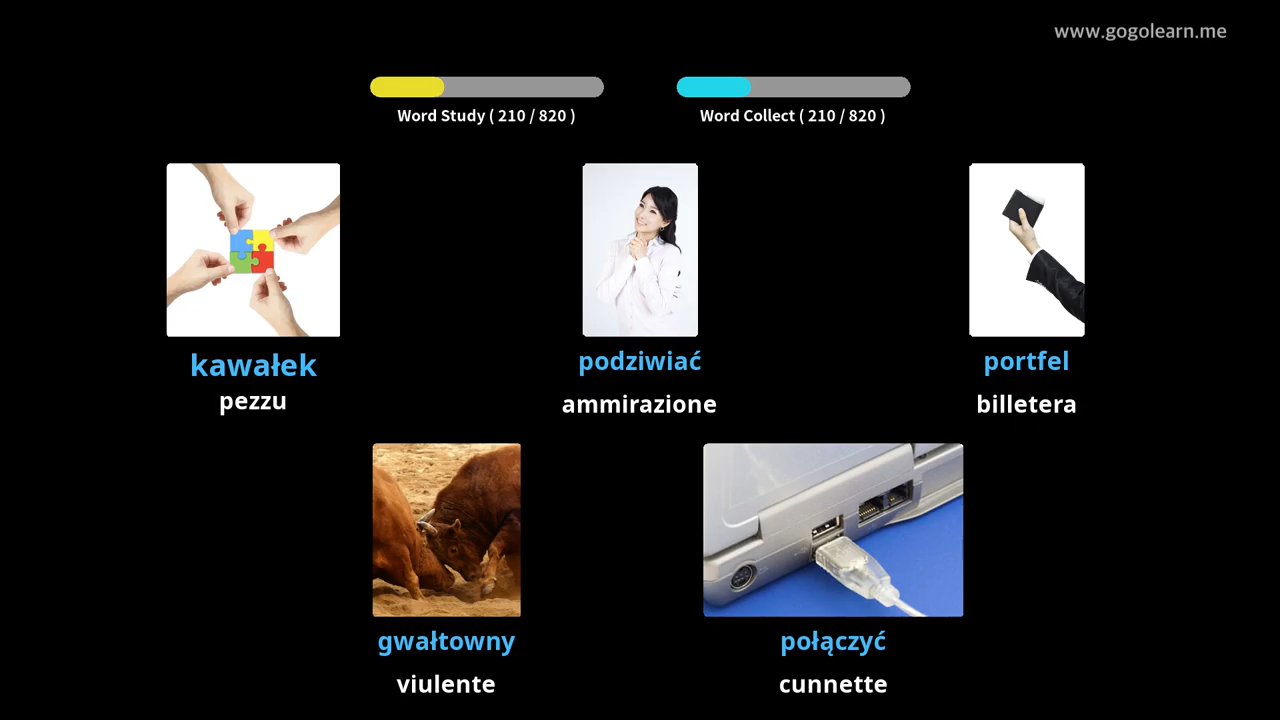 www.gogolearn.me
Word Study ( 210 / 820 )
Word Collect ( 210 / 820 )
kawałek
pezzu
podziwiać
ammirazione
portfel
billetera
gwałtowny
viulente
połączyć
cunnette